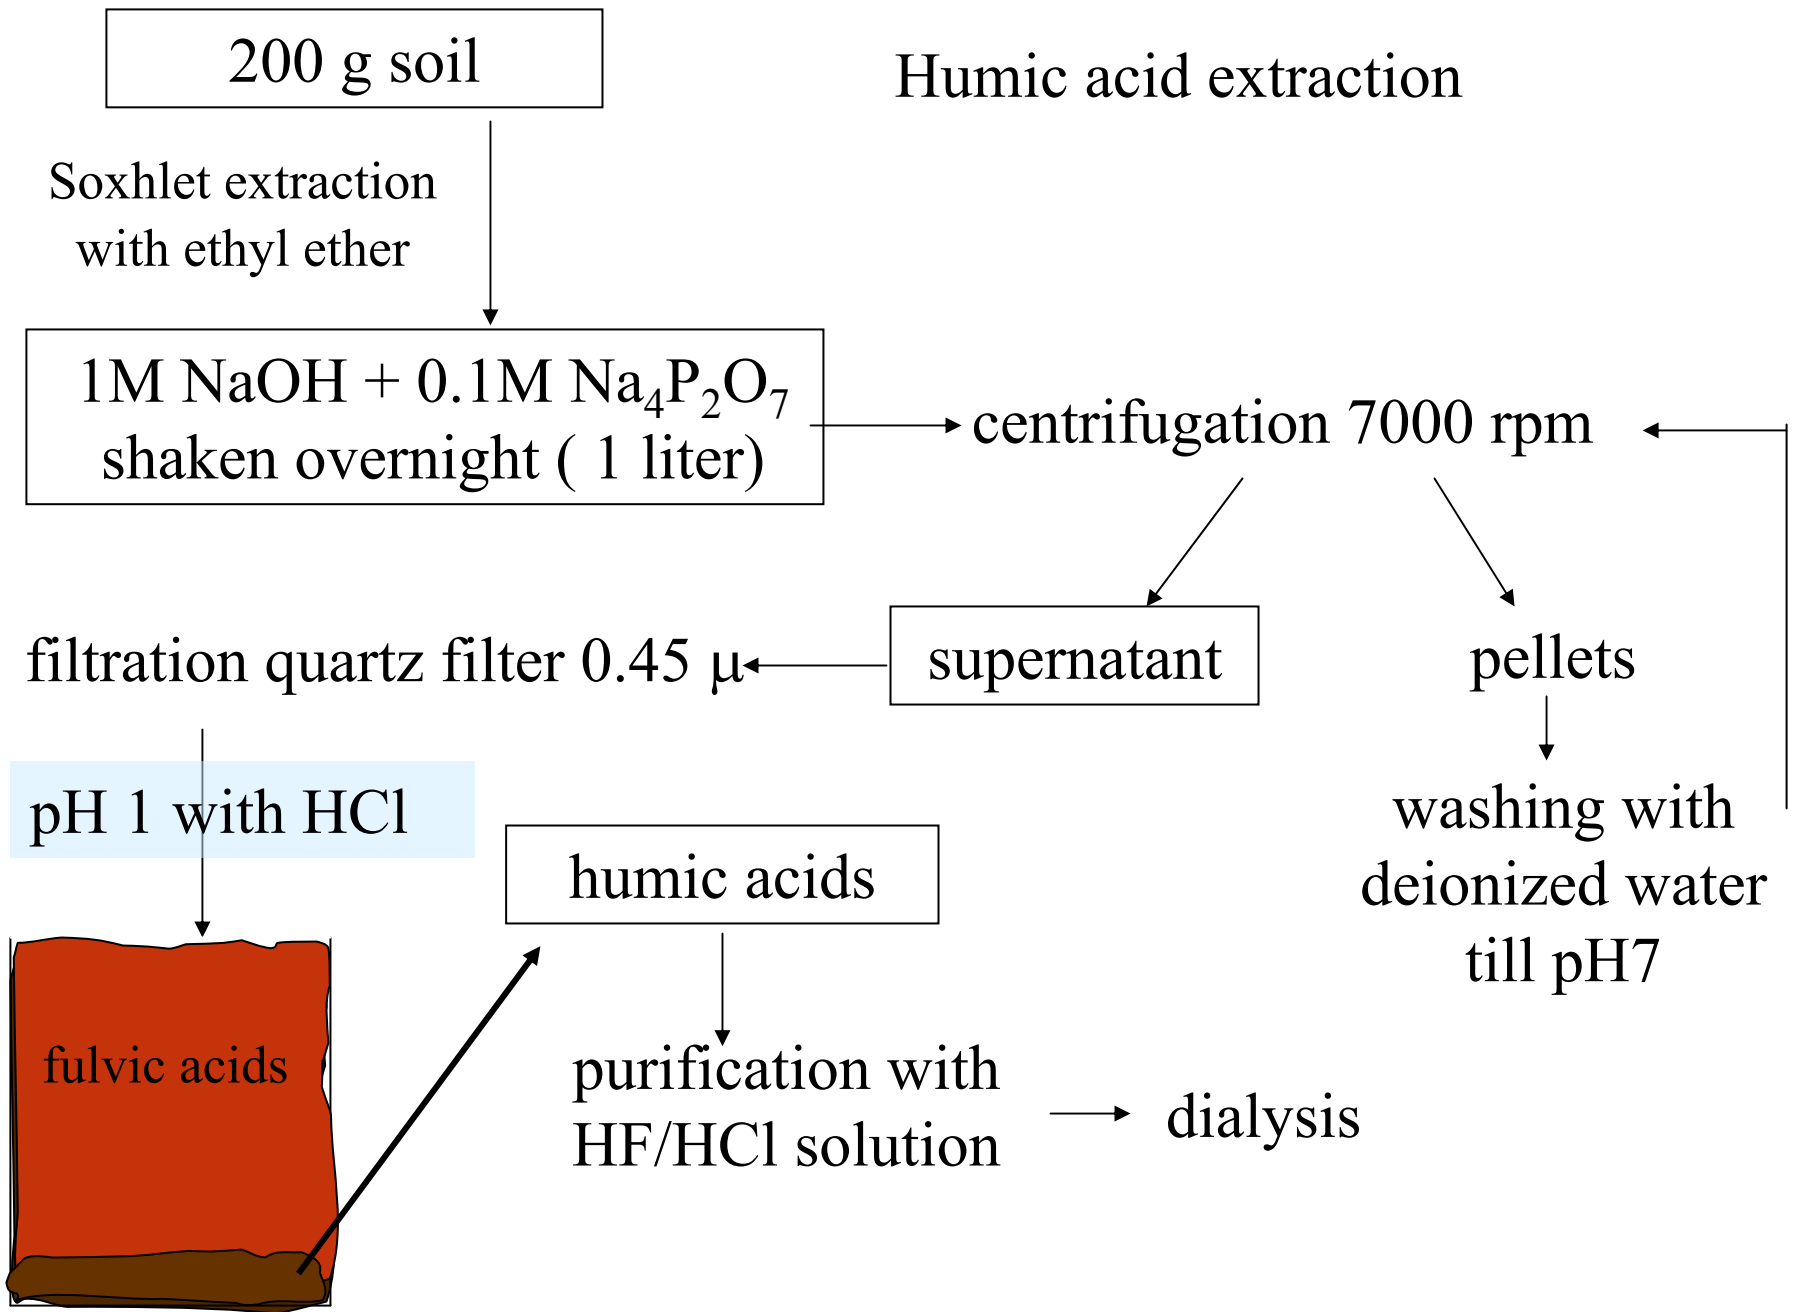 200 g soil
Humic acid extraction
Soxhlet extraction
with ethyl ether
1M NaOH + 0.1M Na₄P₂O₇
shaken overnight ( 1 liter)
centrifugation 7000 rpm
filtration quartz filter 0.45 μ
supernatant
pellets
pH 1 with HCl
humic acids
washing with
deionized water
till pH7
fulvic acids
purification with
HF/HCl solution
dialysis